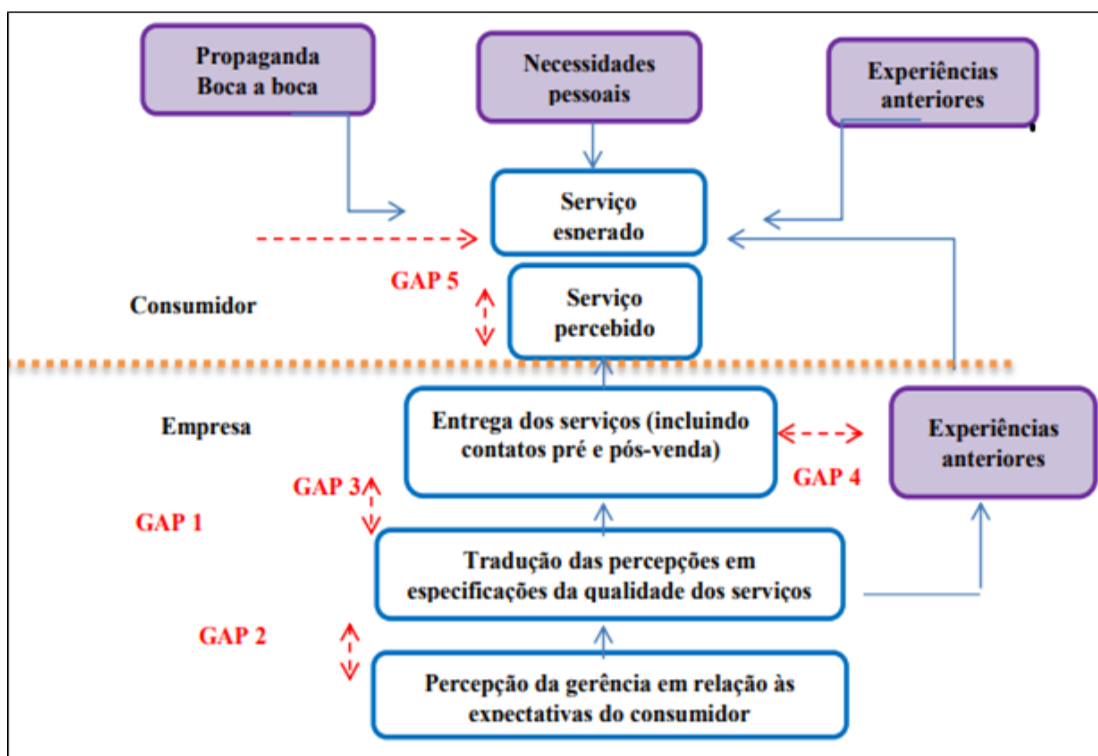 Propaganda
Boca a boca
Necessidades
pessoais
Experiências
anteriores
Serviço
esperado
GAP 5
Consumidor
Serviço
percebido
Empresa
Entrega dos serviços (incluindo
contatos pré e pós-venda)
Experiências
anteriores
GAP 4
GAP 3
GAP 1
Tradução das percepções em
especificações da qualidade dos serviços
GAP 2
Percepção da gerência em relação às
expectativas do consumidor